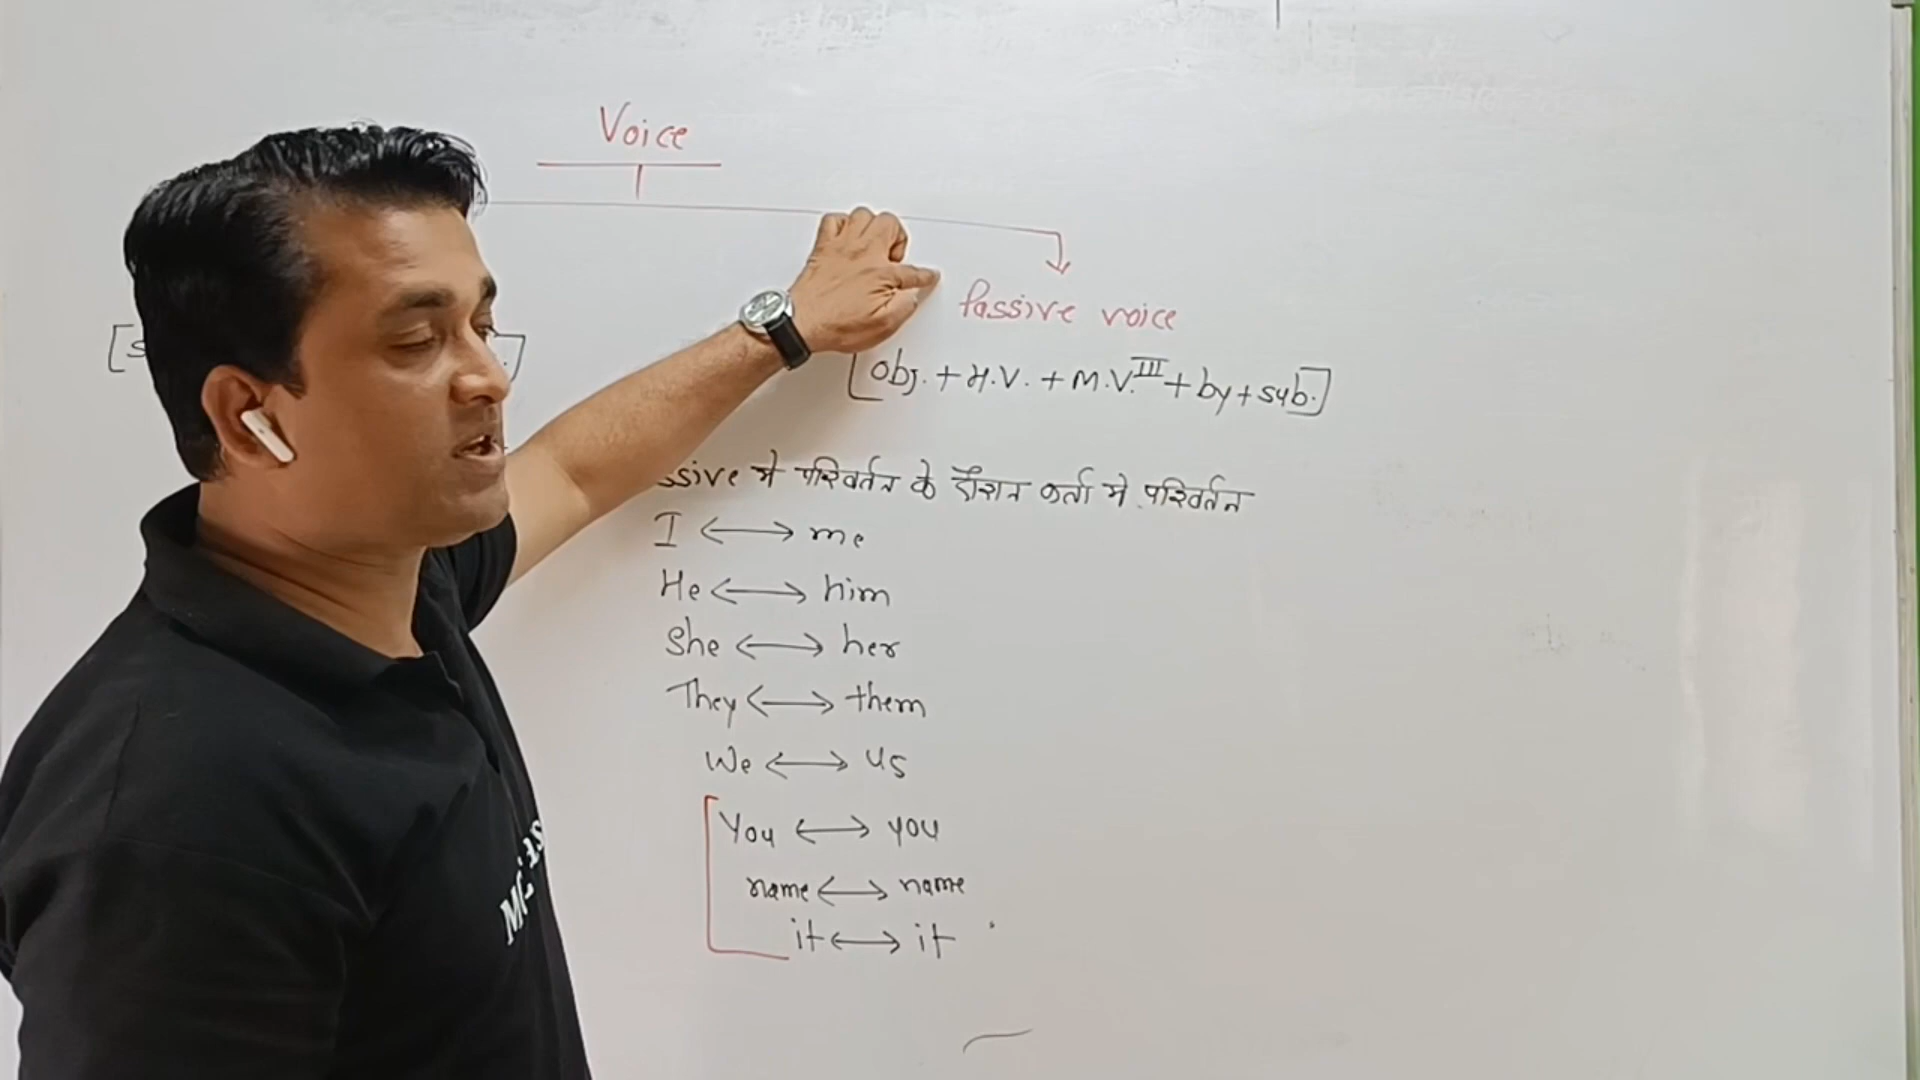 Voice
Passive voice
[obj. + H.V. + M.V.III + by + sub.]
ssive मे परिवर्तन के दौरान कर्ता मे परिवर्तन
I ↔ me
He ↔ him
She ↔ her
They ↔ them
We ↔ us
You ↔ you
name ↔ name
it ↔ it